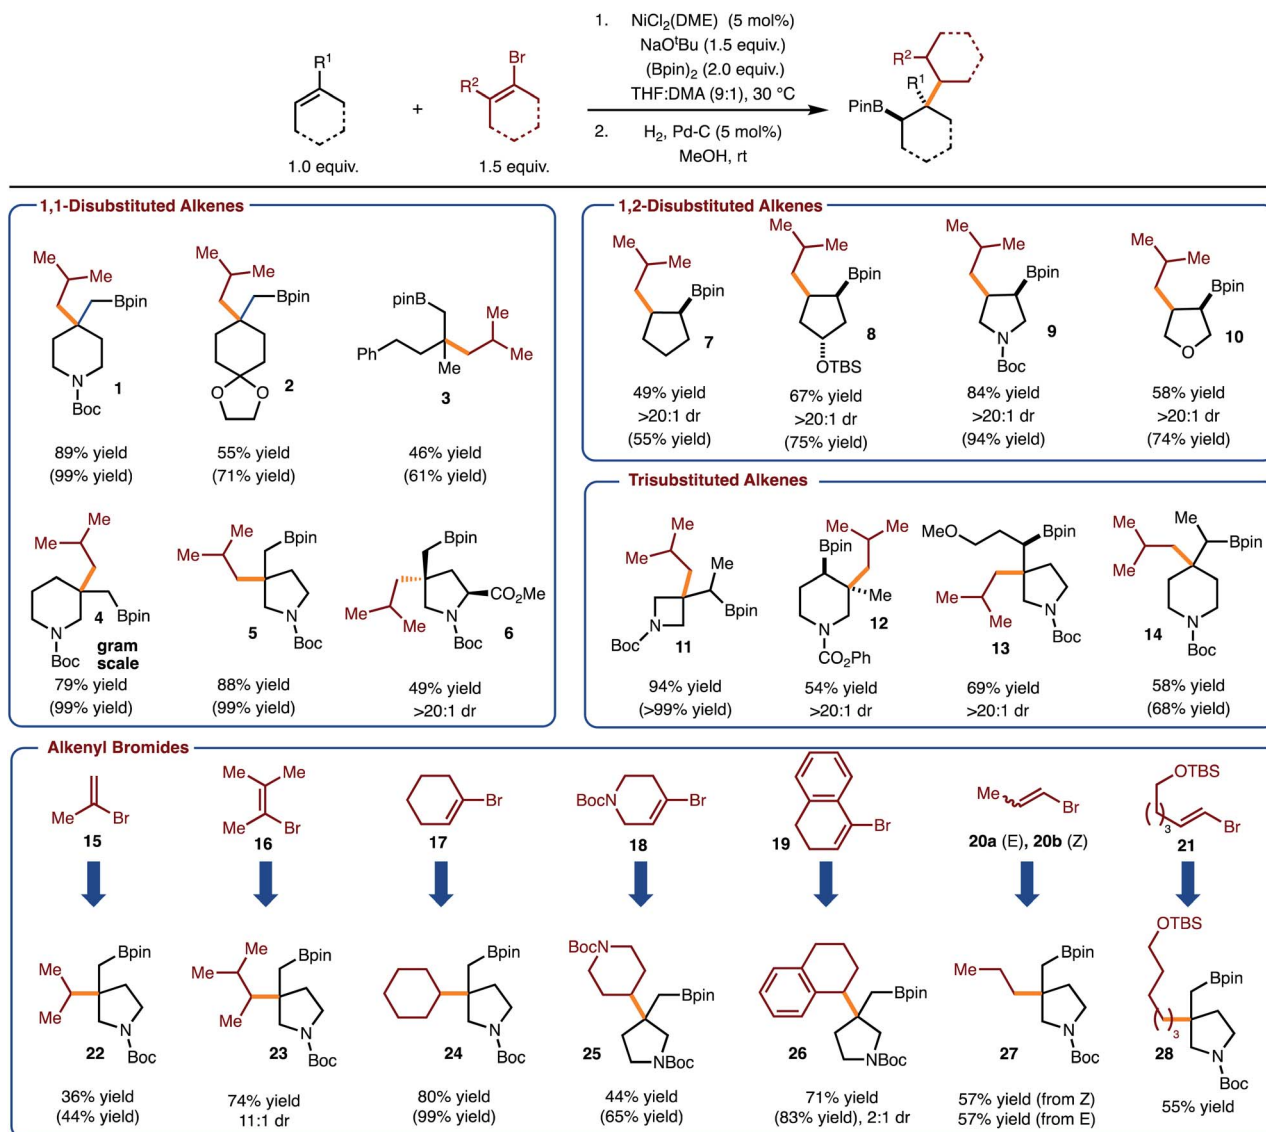 1. NiCl2(DME) (5 mol%)
NaOtBu (1.5 equiv.)
(Bpin)2 (2.0 equiv.)
THF:DMA (9:1), 30 °C
2. H2, Pd-C (5 mol%)
MeOH, rt
R1
1.0 equiv.
+
R2
Br
1.5 equiv.
R2
R1
PinB
1,1-Disubstituted Alkenes
Me
Me
Bpin
N
Boc
1
89% yield
(99% yield)
Me
Me
Bpin
O
O
2
55% yield
(71% yield)
pinB
Me
Ph
Me
Me
3
46% yield
(61% yield)
Me
Me
4
Bpin
N
Boc
gram
scale
79% yield
(99% yield)
Me
Me
Bpin
5
N
Boc
88% yield
(99% yield)
Bpin
Me
Me
CO2Me
N
Boc
6
49% yield
>20:1 dr
1,2-Disubstituted Alkenes
Me
Me
Bpin
7
49% yield
>20:1 dr
(55% yield)
Me
Me
Bpin
8
OTBS
67% yield
>20:1 dr
(75% yield)
Me
Me
Bpin
9
N
Boc
84% yield
>20:1 dr
(94% yield)
Me
Me
Bpin
10
O
58% yield
>20:1 dr
(74% yield)
Trisubstituted Alkenes
Me
Me
Me
Bpin
N
Boc
11
94% yield
(>99% yield)
Me
Me
Bpin
Me
12
N
CO2Ph
54% yield
>20:1 dr
MeO
Bpin
Me
Me
N
Boc
13
69% yield
>20:1 dr
Me
Me
Me
Bpin
14
N
Boc
58% yield
(68% yield)
Alkenyl Bromides
Me
Br
15
Me
Me
Me
Br
16
Br
17
BocN
Br
18
Br
19
Me
Br
20a (E), 20b (Z)
OTBS
3
Br
21
Bpin
Me
Me
N
Boc
22
36% yield
(44% yield)
Me
Me
Bpin
Me
N
Boc
23
74% yield
11:1 dr
Bpin
N
Boc
24
80% yield
(99% yield)
BocN
Bpin
25
NBoc
44% yield
(65% yield)
Bpin
26
NBoc
71% yield
(83% yield), 2:1 dr
Bpin
Me
N
Boc
27
57% yield (from Z)
57% yield (from E)
OTBS
Bpin
3
28
N
Boc
55% yield